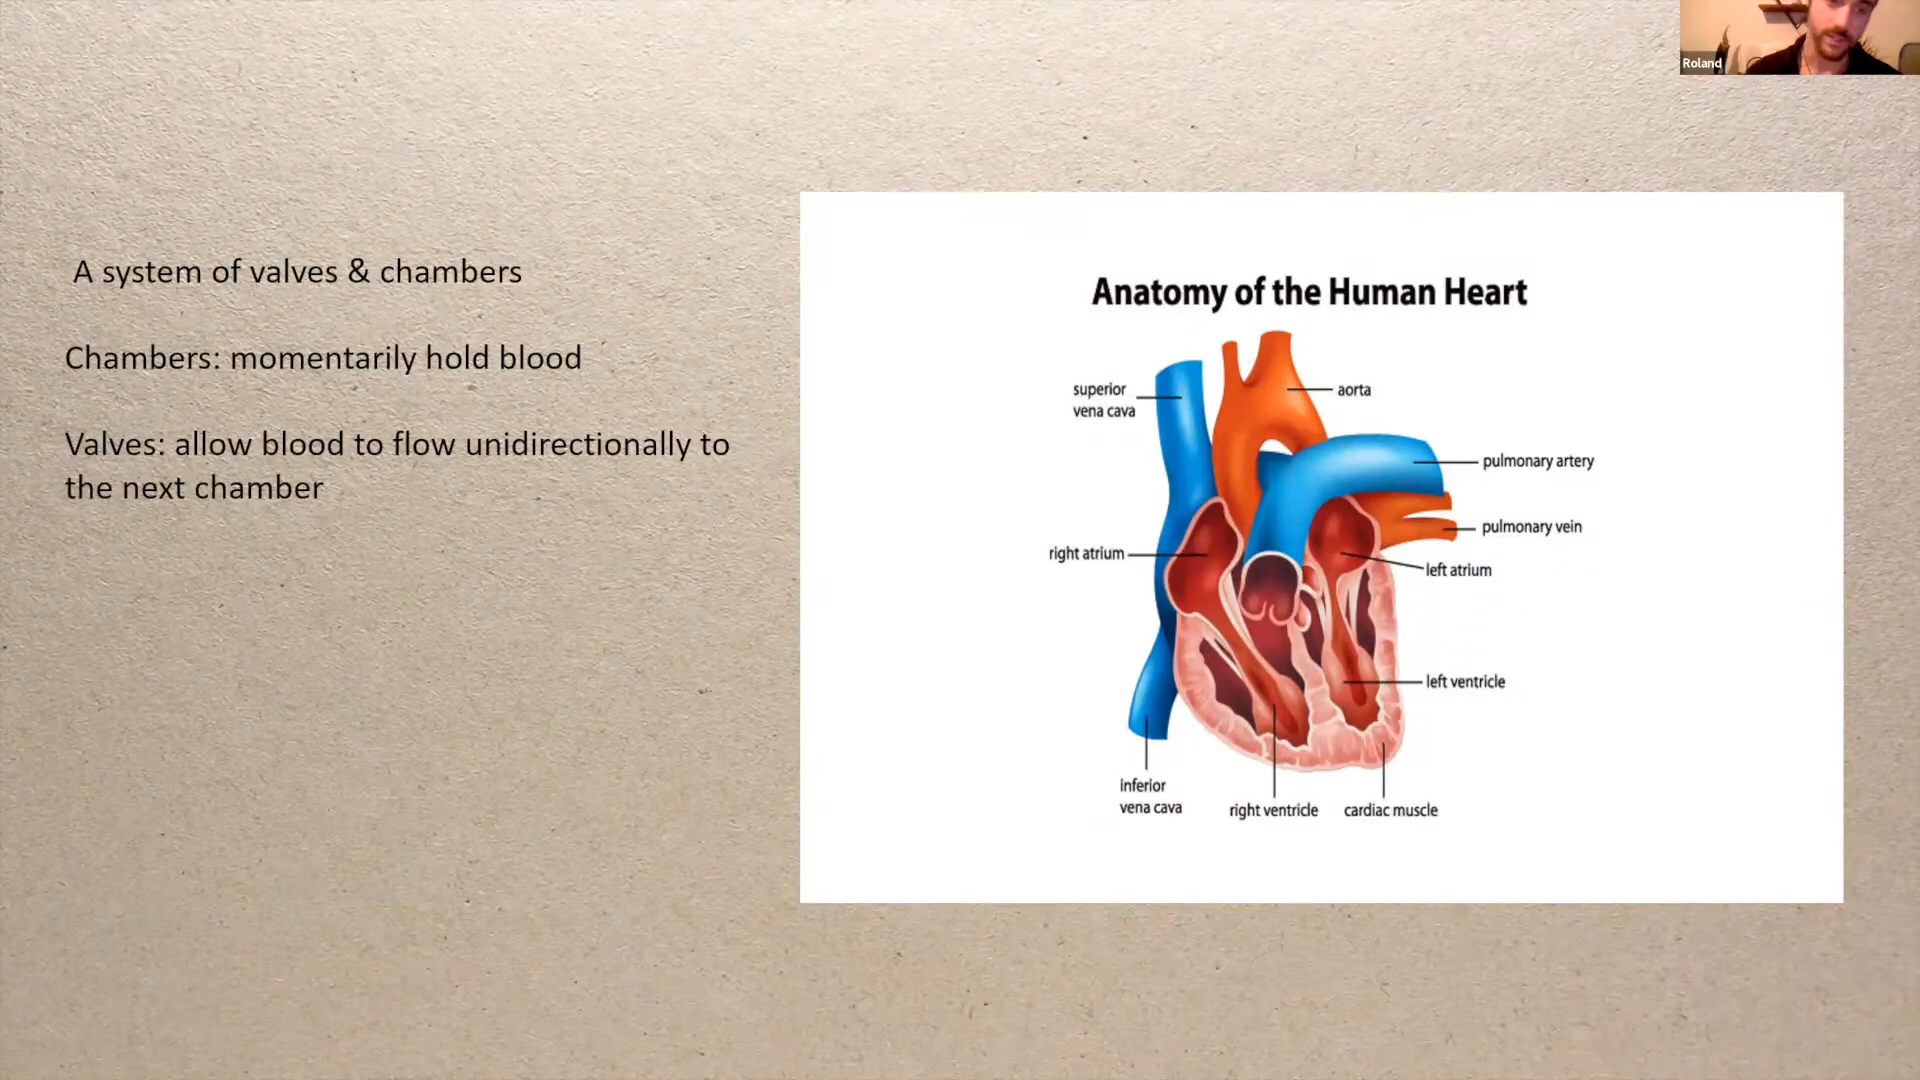 Roland
A system of valves & chambers
Chambers: momentarily hold blood
Valves: allow blood to flow unidirectionally to
the next chamber
Anatomy of the Human Heart
superior
vena cava
aorta
pulmonary artery
pulmonary vein
right atrium
left atrium
left ventricle
inferior
vena cava
right ventricle
cardiac muscle